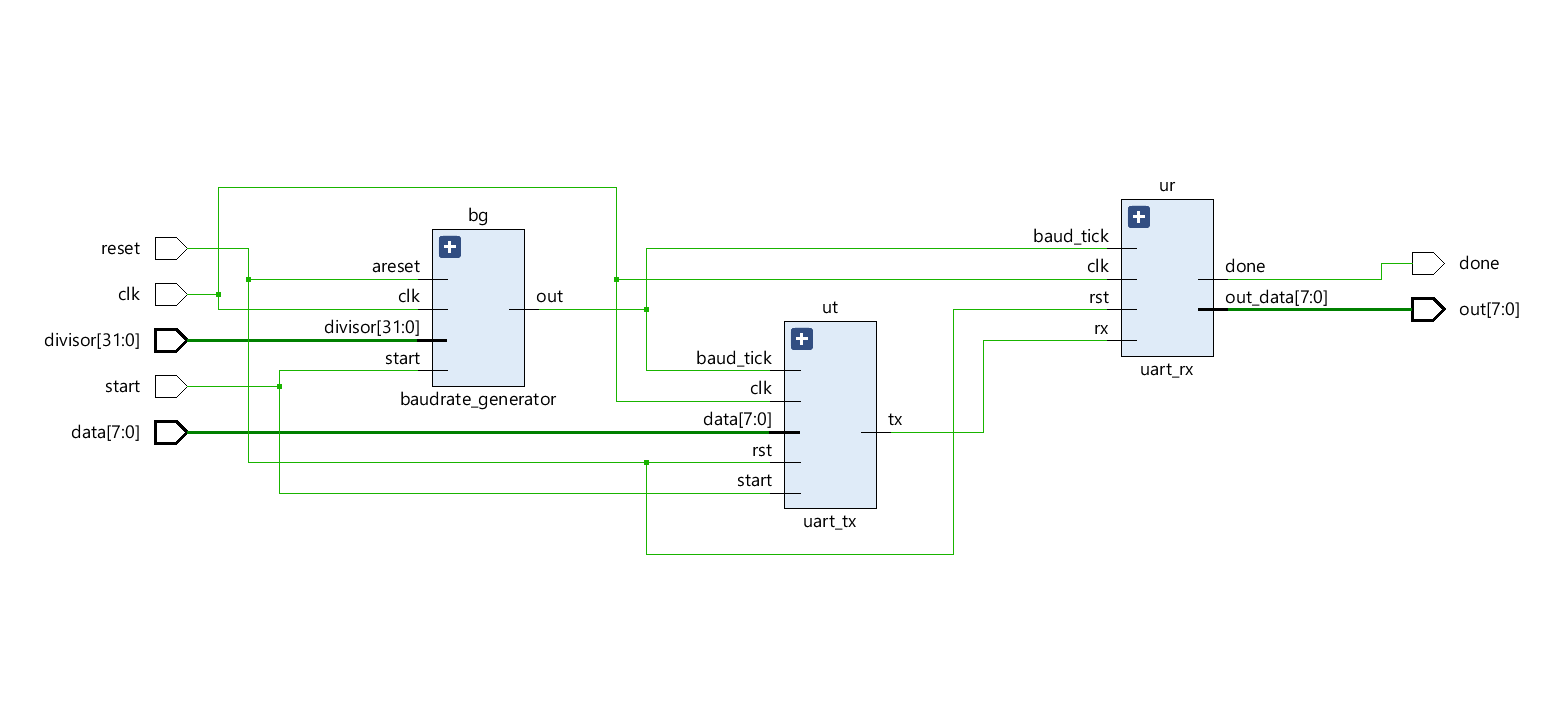 reset
clk
divisor[31:0]
start
data[7:0]
bg
areset
clk
divisor[31:0]
start
out
baudrate_generator
ut
baud_tick
clk
data[7:0]
rst
start
tx
uart_tx
ur
baud_tick
clk
rst
rx
done
out_data[7:0]
uart_rx
done
out[7:0]